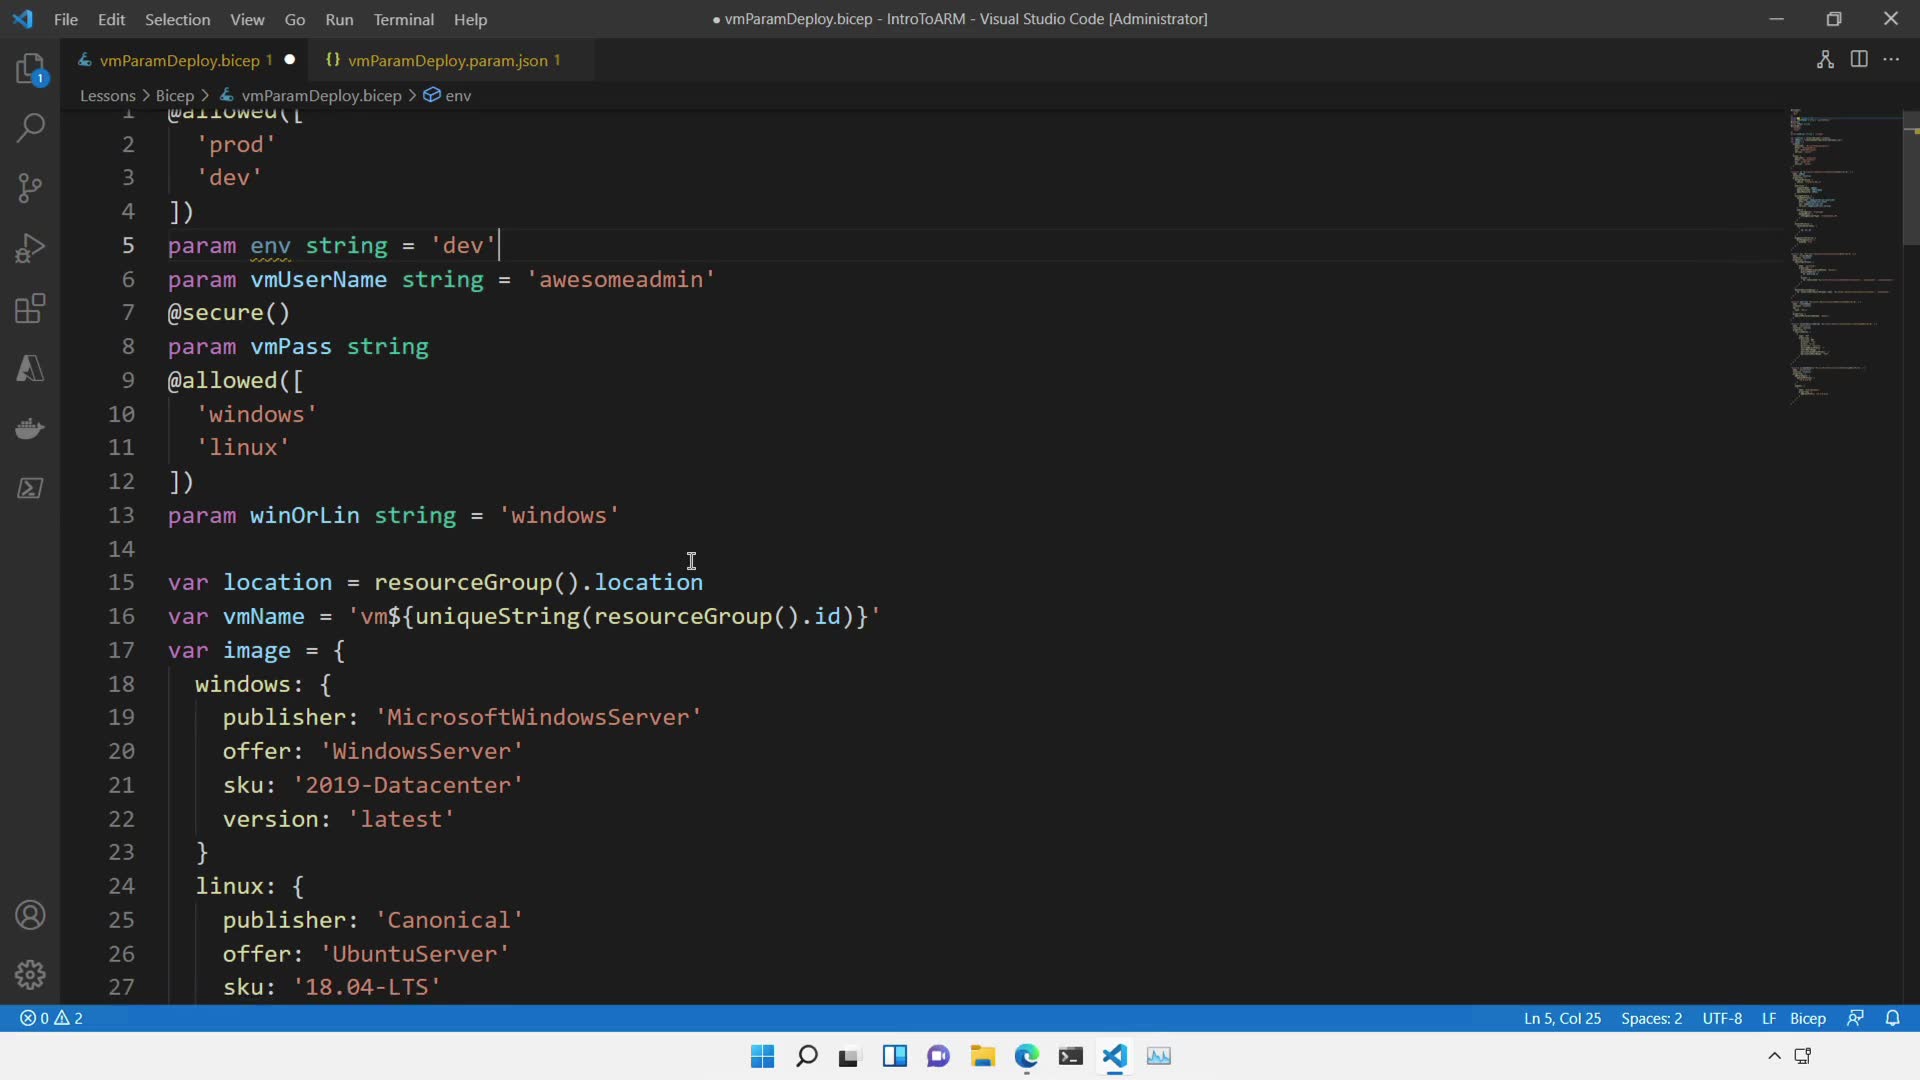 File Edit Selection View Go Run Terminal Help
● vmParamDeploy.bicep - IntroToARM - Visual Studio Code [Administrator]
vmParamDeploy.bicep 1 ●
{} vmParamDeploy.param.json 1
1
Lessons > Bicep > vmParamDeploy.bicep > env
1 @allowed([
2 'prod'
3 'dev'
4 ])
5 param env string = 'dev'
6 param vmUserName string = 'awesomeadmin'
7 @secure()
8 param vmPass string
9 @allowed([
10 'windows'
11 'linux'
12 ])
13 param winOrLin string = 'windows'
14
15 var location = resourceGroup().location
16 var vmName = 'vm${uniqueString(resourceGroup().id)}'
17 var image = {
18 windows: {
19 publisher: 'MicrosoftWindowsServer'
20 offer: 'WindowsServer'
21 sku: '2019-Datacenter'
22 version: 'latest'
23 }
24 linux: {
25 publisher: 'Canonical'
26 offer: 'UbuntuServer'
27 sku: '18.04-LTS'
0 2
Ln 5, Col 25 Spaces: 2 UTF-8 LF Bicep